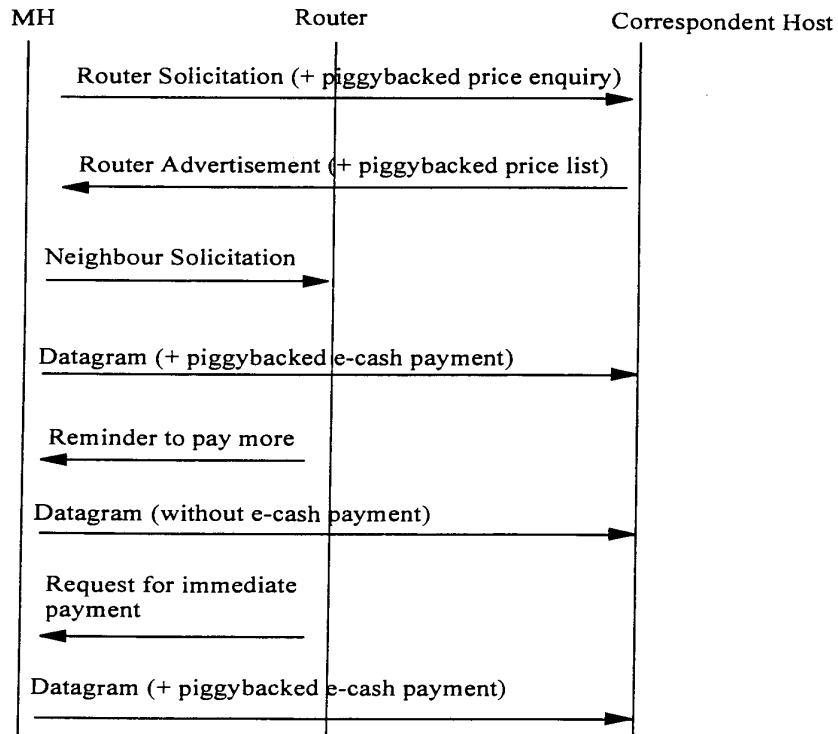 MH
Router
Correspondent Host
Router Solicitation (+ piggybacked price enquiry)
Router Advertisement (+ piggybacked price list)
Neighbour Solicitation
Datagram (+ piggybacked e-cash payment)
Reminder to pay more
Datagram (without e-cash payment)
Request for immediate
payment
Datagram (+ piggybacked e-cash payment)